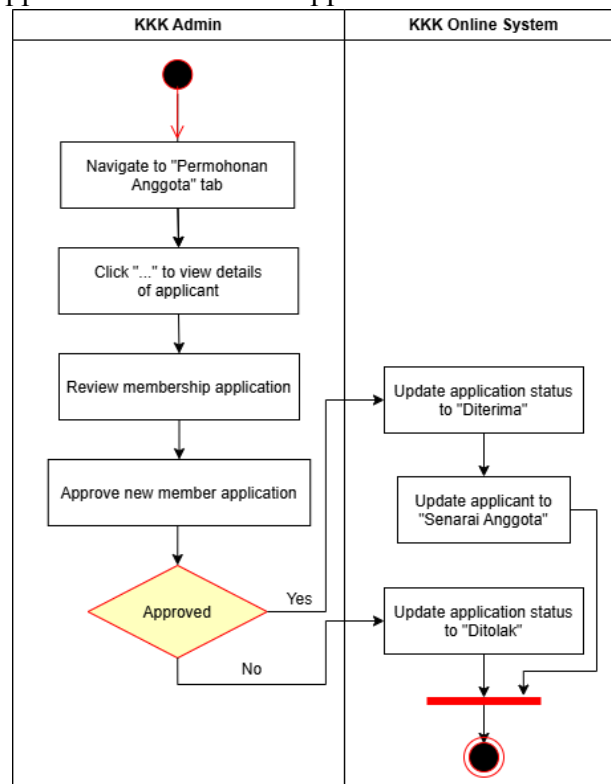 KKK Admin
KKK Online System
Navigate to "Permohonan
Anggota" tab
Click "..." to view details
of applicant
Review membership application
Update application status
to "Diterima"
Approve new member application
Update applicant to
"Senarai Anggota"
Approved
Yes
Update application status
to "Ditolak"
No